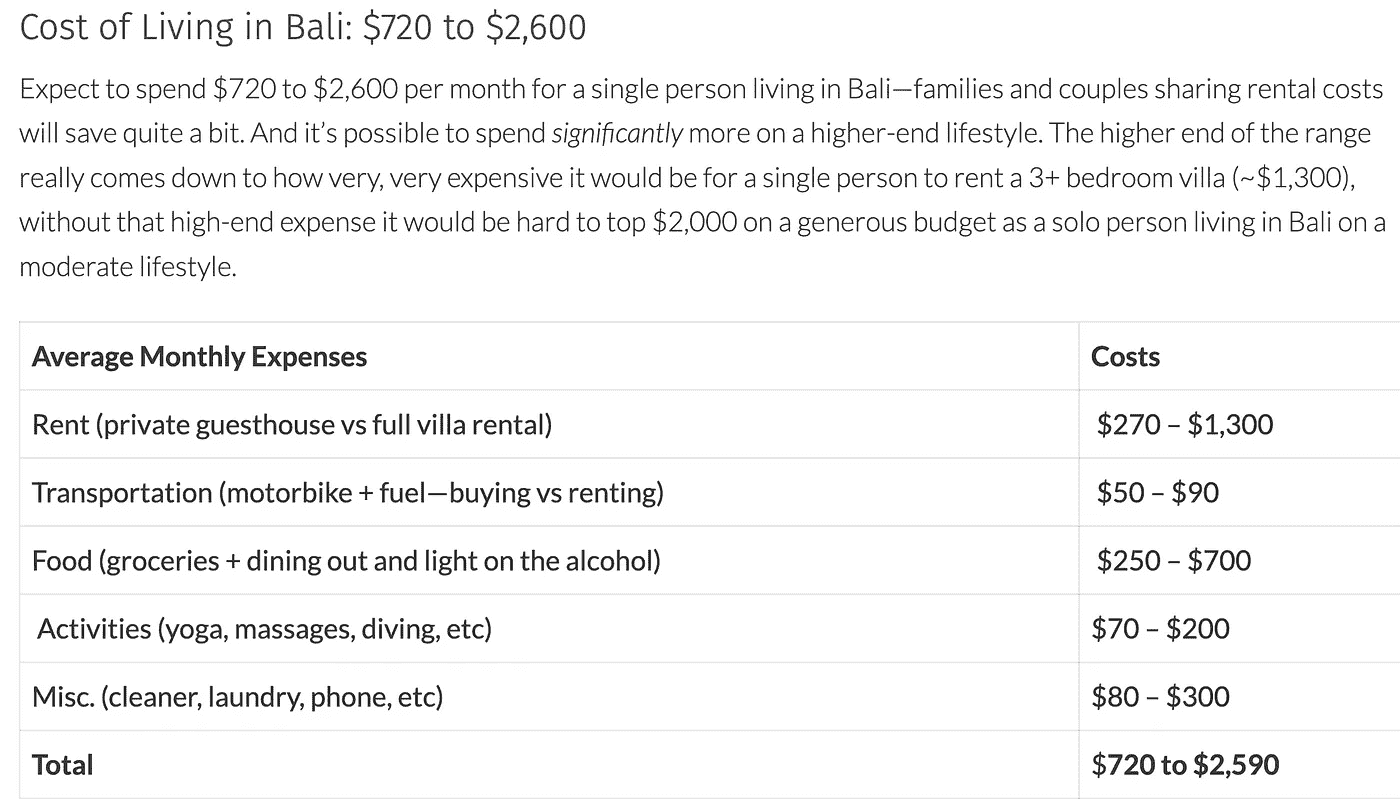 Cost of Living in Bali: $720 to $2,600
Expect to spend $720 to $2,600 per month for a single person living in Bali—families and couples sharing rental costs
will save quite a bit. And it's possible to spend significantly more on a higher-end lifestyle. The higher end of the range
really comes down to how very, very expensive it would be for a single person to rent a 3+ bedroom villa (~$1,300),
without that high-end expense it would be hard to top $2,000 on a generous budget as a solo person living in Bali on a
moderate lifestyle.
Average Monthly Expenses Costs
Rent (private guesthouse vs full villa rental) $270 – $1,300
Transportation (motorbike + fuel—buying vs renting) $50 – $90
Food (groceries + dining out and light on the alcohol) $250 – $700
Activities (yoga, massages, diving, etc) $70 – $200
Misc. (cleaner, laundry, phone, etc) $80 – $300
Total $720 to $2,590